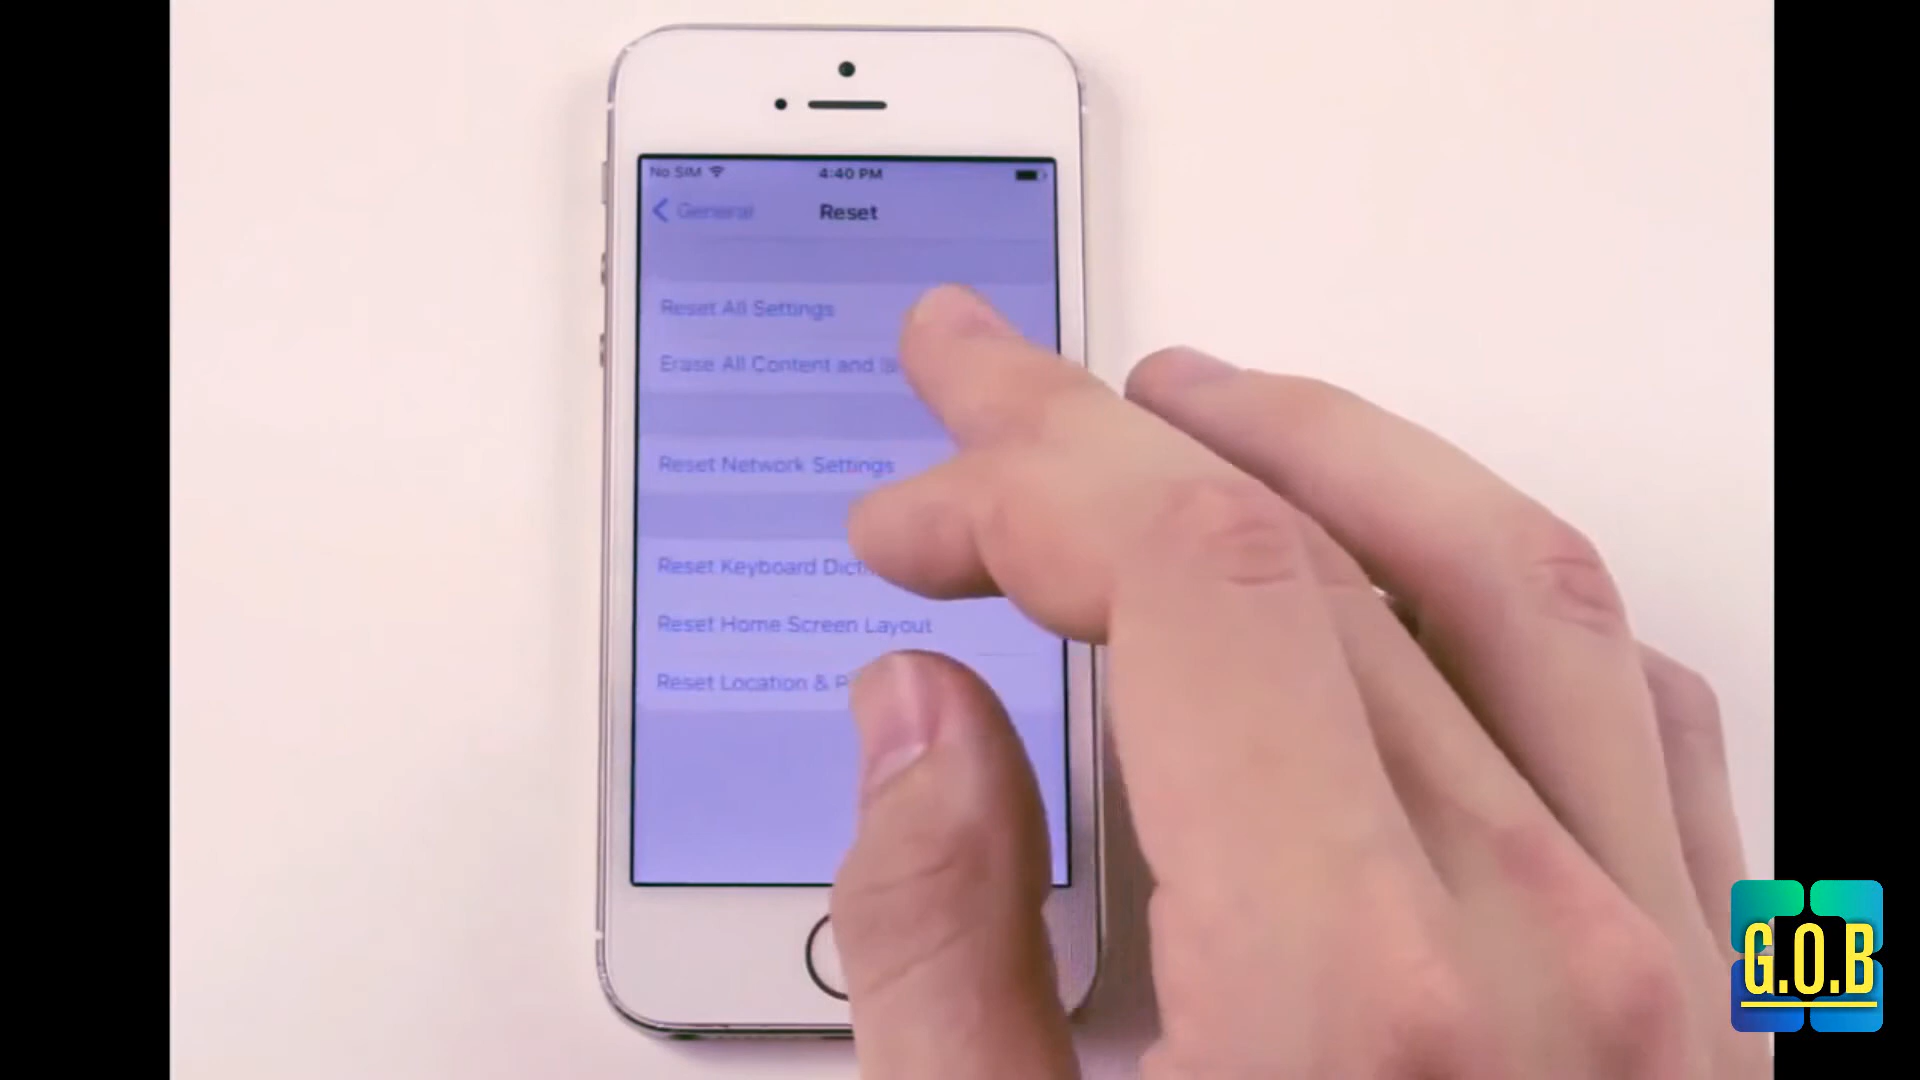 No SIM 4:40 PM
General Reset
Reset All Settings
Erase All Content and
Reset Network Settings
Reset Keyboard
Reset Home Screen Layout
Reset Location &
G.O.B